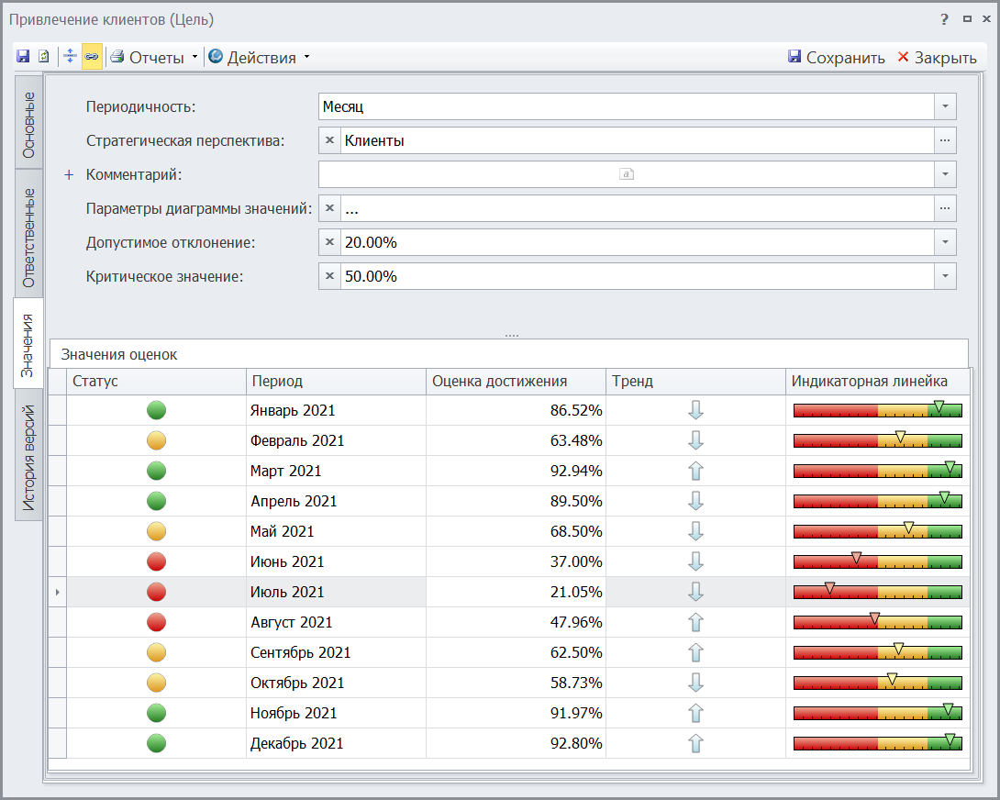 Привлечение клиентов (Цель)
Отчеты Действия Сохранить Закрыть
Основные
Ответственные
Значения
История версий
Периодичность: Месяц
Стратегическая перспектива: Клиенты
+ Комментарий: a
Параметры диаграммы значений: ...
Допустимое отклонение: 20.00%
Критическое значение: 50.00%
Значения оценок
Статус Период Оценка достижения Тренд Индикаторная линейка
Январь 2021 86.52%
Февраль 2021 63.48%
Март 2021 92.94%
Апрель 2021 89.50%
Май 2021 68.50%
Июнь 2021 37.00%
Июль 2021 21.05%
Август 2021 47.96%
Сентябрь 2021 62.50%
Октябрь 2021 58.73%
Ноябрь 2021 91.97%
Декабрь 2021 92.80%